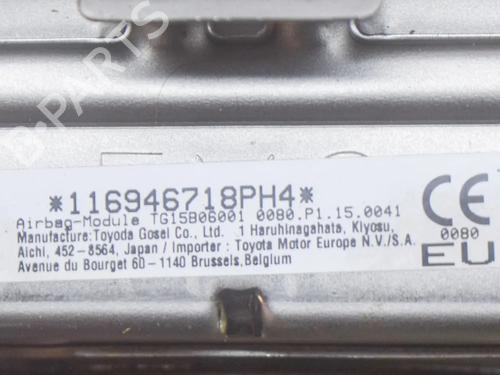 B-PARTS
*116946718PH4*
Airbag-Module TG15B06001 0080.P1.15.0041
Manufacture:Toyoda Gosei Co., Ltd. 1 Haruhinagahata, Kiyosu,
Aichi, 452-8564, Japan / Importer : Toyota Motor Europe N.V./S.A.
Avenue du Bourget 60-1140 Brussels,Belgium
CE
0080
EU